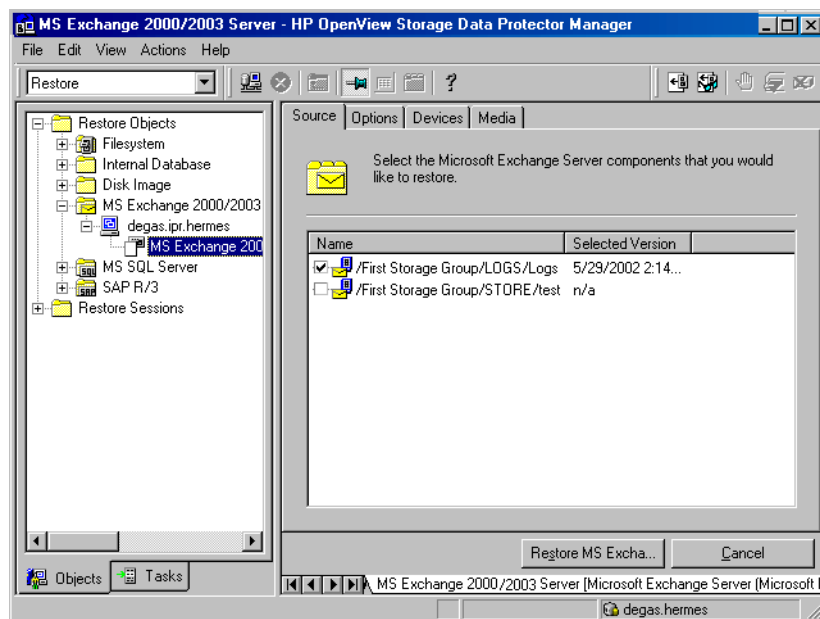 MS Exchange 2000/2003 Server - HP OpenView Storage Data Protector Manager
File Edit View Actions Help
Restore
?
Restore Objects
Filesystem
Internal Database
Disk Image
MS Exchange 2000/2003
degas.ipr.hermes
MS Exchange 200
MS SQL Server
SAP R/3
Restore Sessions
Objects Tasks
Source Options Devices Media
Select the Microsoft Exchange Server components that you would
like to restore.
Name Selected Version
/First Storage Group/LOGS/Logs 5/29/2002 2:14...
/First Storage Group/STORE/test n/a
Restore MS Excha... Cancel
MS Exchange 2000/2003 Server [Microsoft Exchange Server (Microsoft
degas.hermes